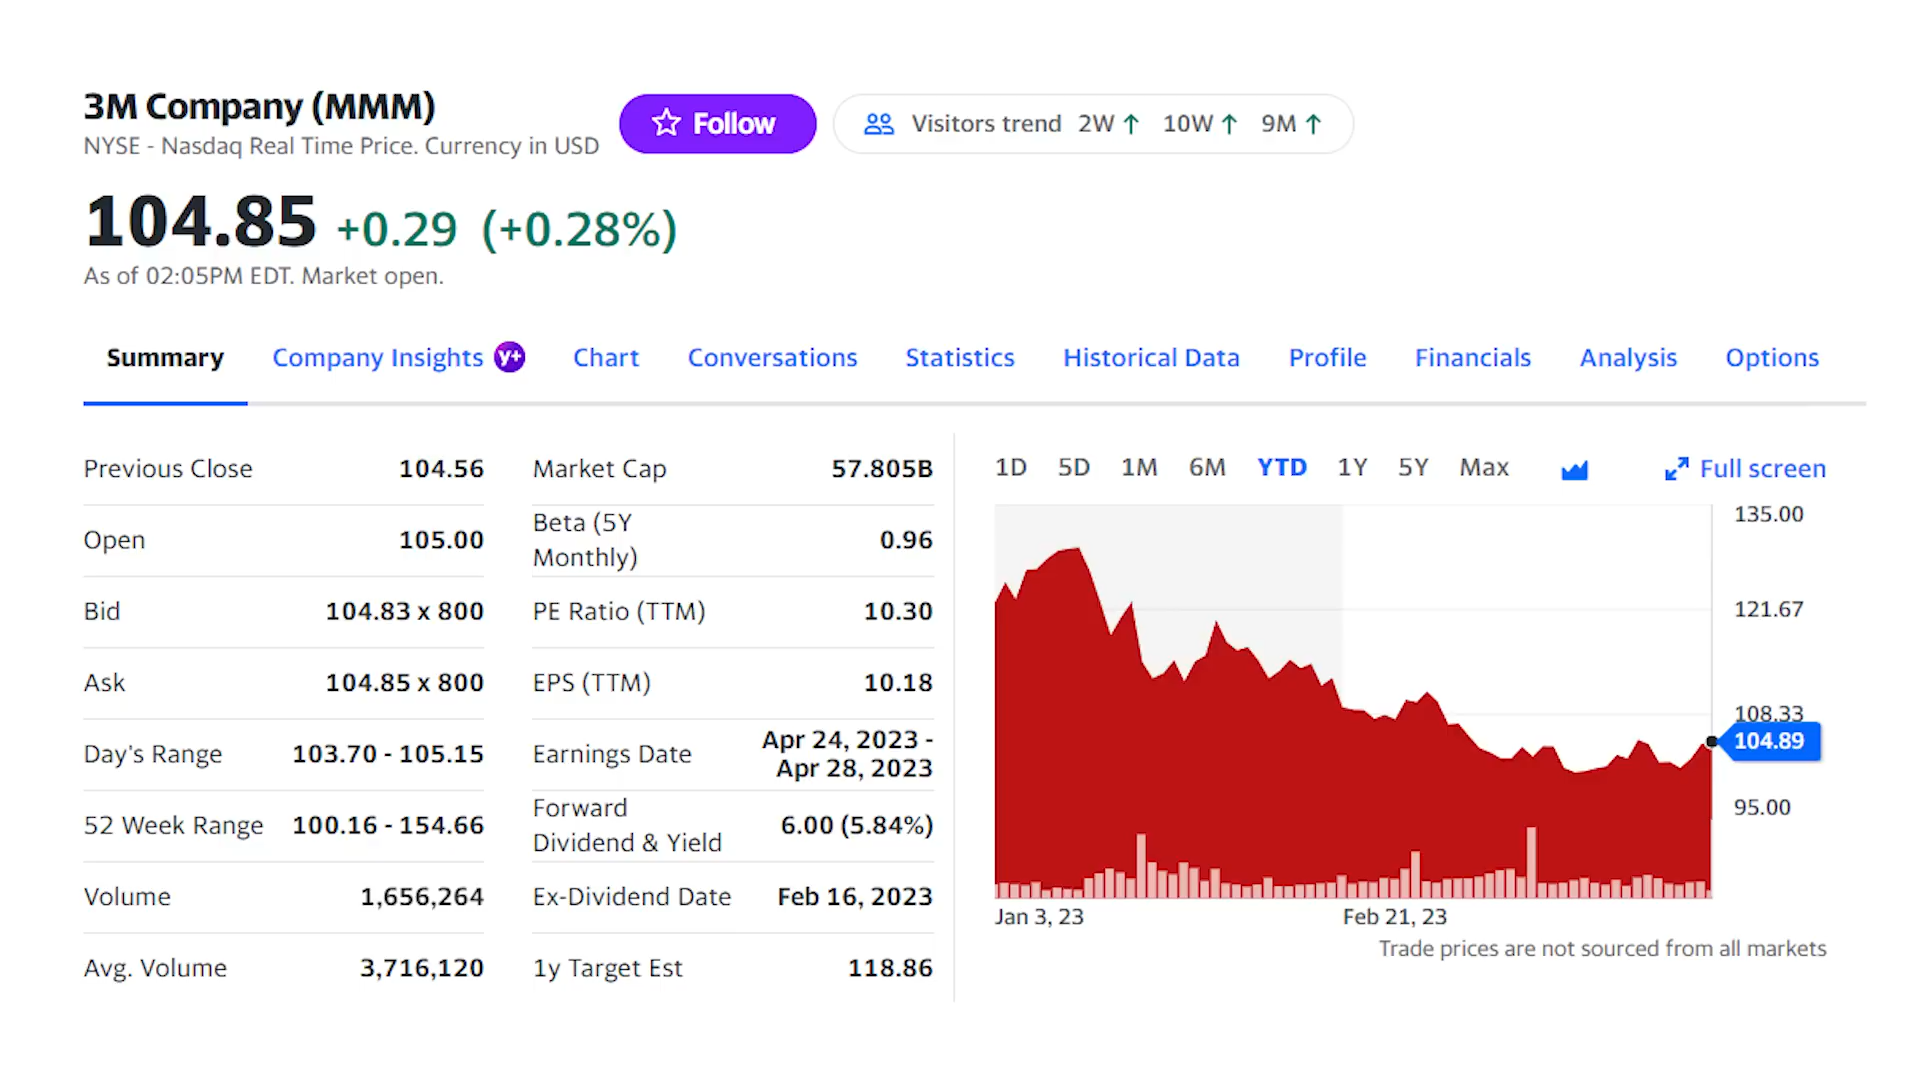 3M Company (MMM)
NYSE - Nasdaq Real Time Price. Currency in USD
Follow
Visitors trend 2W 10W 9M
104.85 +0.29 (+0.28%)
As of 02:05PM EDT. Market open.
Summary Company Insights y+ Chart Conversations Statistics Historical Data Profile Financials Analysis Options
Previous Close 104.56
Open 105.00
Bid 104.83 x 800
Ask 104.85 x 800
Day's Range 103.70 - 105.15
52 Week Range 100.16 - 154.66
Volume 1,656,264
Avg. Volume 3,716,120
Market Cap 57.805B
Beta (5Y
Monthly) 0.96
PE Ratio (TTM) 10.30
EPS (TTM) 10.18
Earnings Date Apr 24, 2023 -
Apr 28, 2023
Forward
Dividend & Yield 6.00 (5.84%)
Ex-Dividend Date Feb 16, 2023
1y Target Est 118.86
1D 5D 1M 6M YTD 1Y 5Y Max Full screen
135.00
121.67
108.33
104.89
95.00
Jan 3, 23 Feb 21, 23
Trade prices are not sourced from all markets